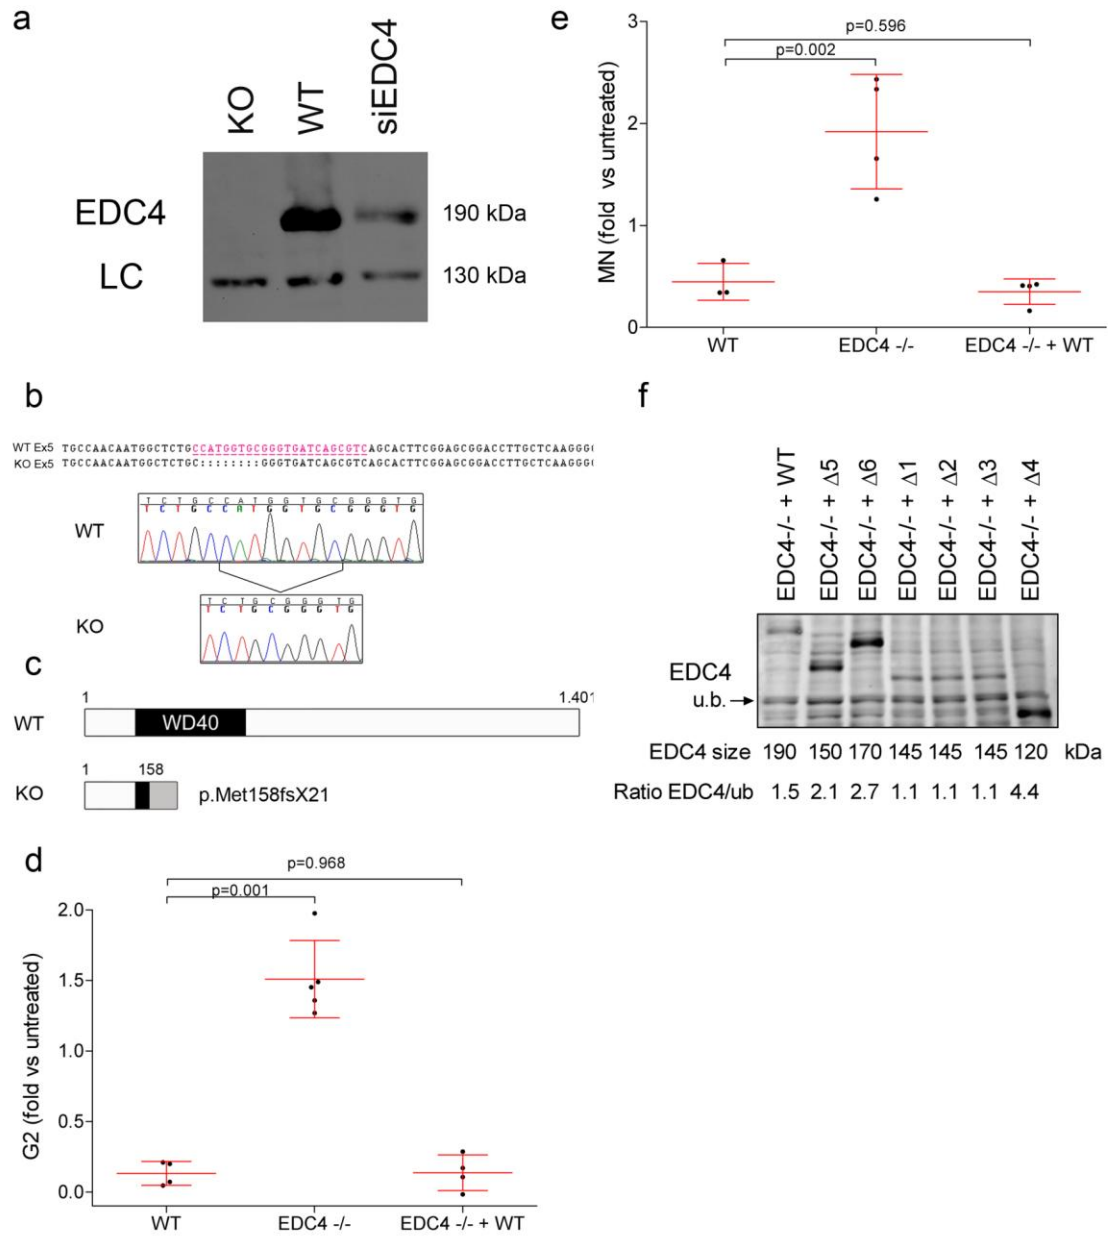 a
KO
WT
siEDC4
EDC4
190 kDa
LC
130 kDa
b
WT Ex5 TGCCAACAATGGCTCTGCCATGGTGCGGGTGATCAGCGTCAGCACTTCGGAGCGGACCTTGCTCAAGGG
KO Ex5 TGCCAACAATGGCTCTGC:::::::::GGGTGATCAGCGTCAGCACTTCGGAGCGGACCTTGCTCAAGGG
WT
T C T G C C A T G G T G C G G G T G
T C T G C C A T G G T G C G G G T G
KO
T C T G C G G G T G
T C T G C G G G T G
c
1
1.401
WT
WD40
1
158
KO
p.Met158fsX21
d
p=0.968
p=0.001
G2 (fold vs untreated)
2.0
1.5
1.0
0.5
0.0
WT
EDC4 -/-
EDC4 -/- + WT
e
p=0.596
p=0.002
MN (fold vs untreated)
3
2
1
0
WT
EDC4 -/-
EDC4 -/- + WT
f
EDC4-/- + WT
EDC4-/- + Δ5
EDC4-/- + Δ6
EDC4-/- + Δ1
EDC4-/- + Δ2
EDC4-/- + Δ3
EDC4-/- + Δ4
EDC4
u.b.
EDC4 size 190 150 170 145 145 145 120 kDa
Ratio EDC4/ub 1.5 2.1 2.7 1.1 1.1 1.1 4.4